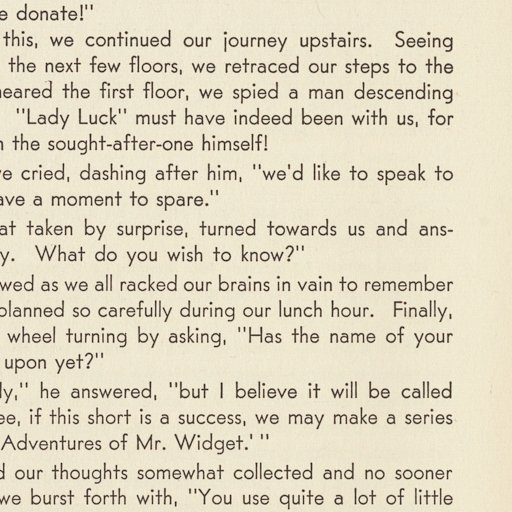 e donate!"
this, we continued our journey upstairs. Seeing
the next few floors, we retraced our steps to the
neared the first floor, we spied a man descending
"Lady Luck" must have indeed been with us, for
n the sought-after-one himself!
we cried, dashing after him, "we'd like to speak to
ave a moment to spare."
at taken by surprise, turned towards us and ans-
y. What do you wish to know?"
wed as we all racked our brains in vain to remember
planned so carefully during our lunch hour. Finally,
wheel turning by asking, "Has the name of your
upon yet?"
ly," he answered, "but I believe it will be called
ee, if this short is a success, we may make a series
Adventures of Mr. Widget.' "
d our thoughts somewhat collected and no sooner
we burst forth with, "You use quite a lot of little